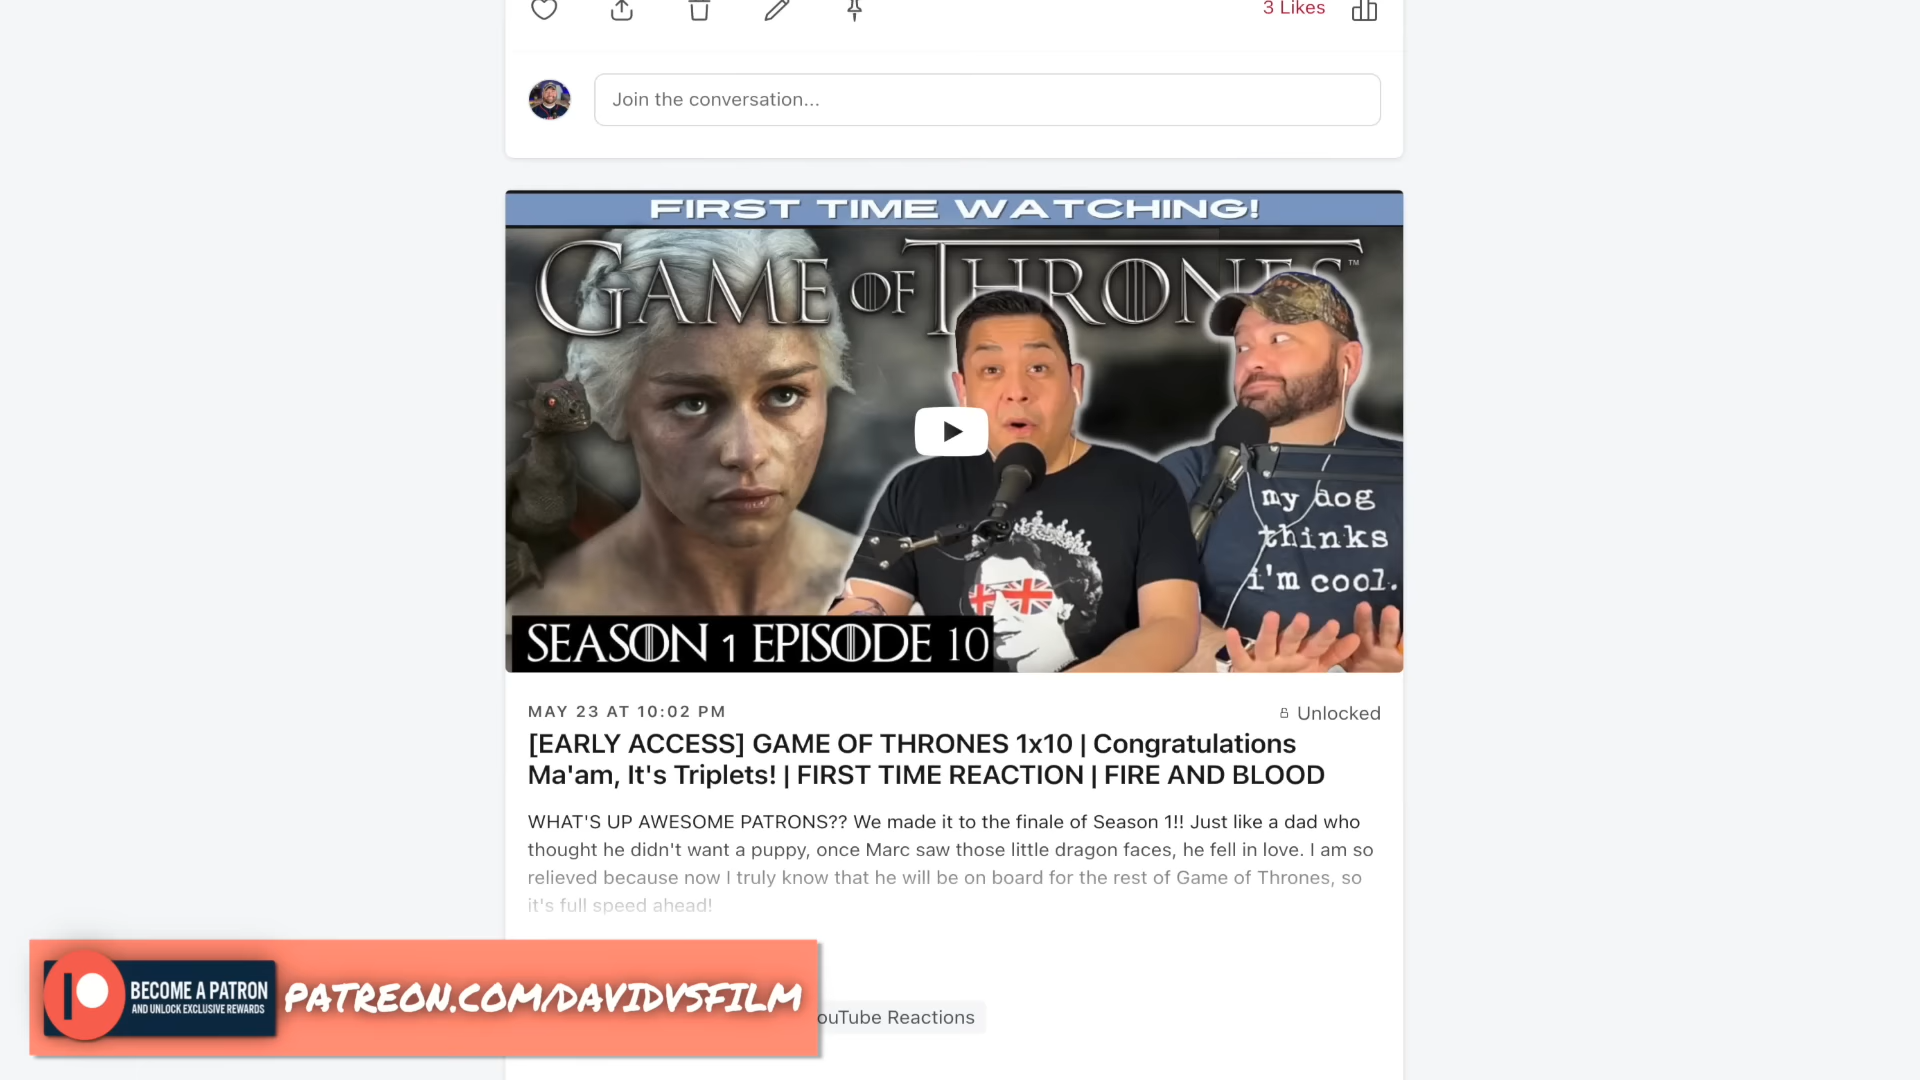 3 Likes
Join the conversation...
FIRST TIME WATCHING!
GAME OF THRONES™
my dog
thinks
i'm cool.
SEASON 1 EPISODE 10
MAY 23 AT 10:02 PM
Unlocked
[EARLY ACCESS] GAME OF THRONES 1x10 | Congratulations
Ma'am, It's Triplets! | FIRST TIME REACTION | FIRE AND BLOOD
WHAT'S UP AWESOME PATRONS?? We made it to the finale of Season 1!! Just like a dad who
thought he didn't want a puppy, once Marc saw those little dragon faces, he fell in love. I am so
relieved because now I truly know that he will be on board for the rest of Game of Thrones, so
it's full speed ahead!
BECOME A PATRON
AND UNLOCK EXCLUSIVE REWARDS
PATREON.COM/DAVIDVSFILM
ouTube Reactions